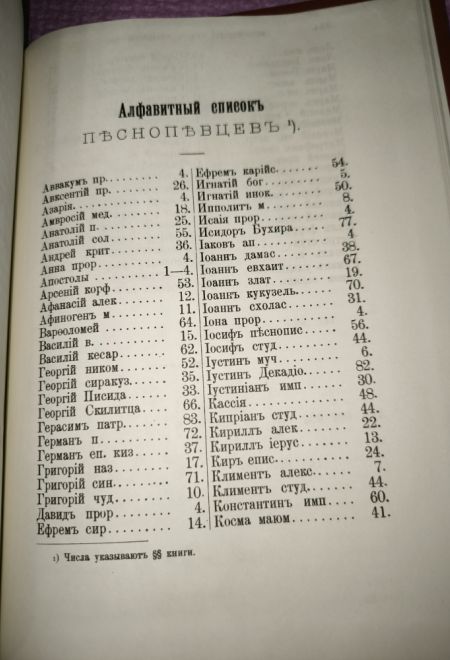 Алфавитный списокъ
ПѢСНОПѢВЦЕВЪ ¹).
Аввакумъ пр......... 4.
Авксентій пр....... 26.
Азарія........... 4.
Амвросій мед....... 18.
Анатолій п........ 25.
Анатолій сол....... 55.
Андрей крит....... 36.
Анна прор........ 4.
Апостолы...... 1—4.
Арсеній корф...... 53.
Аѳанасій алек...... 12.
Аѳиногенъ м....... 11.
Варѳоломей....... 64.
Василій в........ 15.
Василій кесар...... 62.
Георгій ником...... 52.
Георгій сиракуз..... 35.
Георгій Писида..... 33.
Георгій Скилитца.... 66.
Герасимъ патр...... 83.
Германъ п........ 72.
Германъ еп. киз..... 37.
Григорій наз....... 17.
Григорій син....... 71.
Григорій чуд....... 10.
Давидъ прор....... 4.
Ефремъ сир....... 14.
Ефремъ карійс....... 54.
Игнатій бог........ 5.
Игнатій инок....... 50.
Ипполитъ м........ 8.
Исаія прор........ 4.
Исидоръ Бухира..... 77.
Іаковъ ап......... 4
Іоаннъ дамас....... 38.
Іоаннъ евхаит...... 67.
Іоаннъ злат....... 19.
Іоаннъ кукузель..... 70.
Іоаннъ схолас...... 31.
Іона прор......... 4.
Іосифъ пѣснопис..... 56.
Іосифъ студ....... 44.
Іустинъ муч....... 6.
Іустинъ Декадіо..... 82.
Іустиніанъ имп..... 30.
Кассія.......... 48.
Кипріанъ студ...... 44.
Кириллъ алек...... 22.
Кириллъ іерус...... 13.
Киръ епис........ 24.
Климентъ алекс..... 7.
Климентъ студ...... 44.
Константинъ имп.... 60.
Косма маюм....... 41.
¹) Числа указываютъ §§ книги.